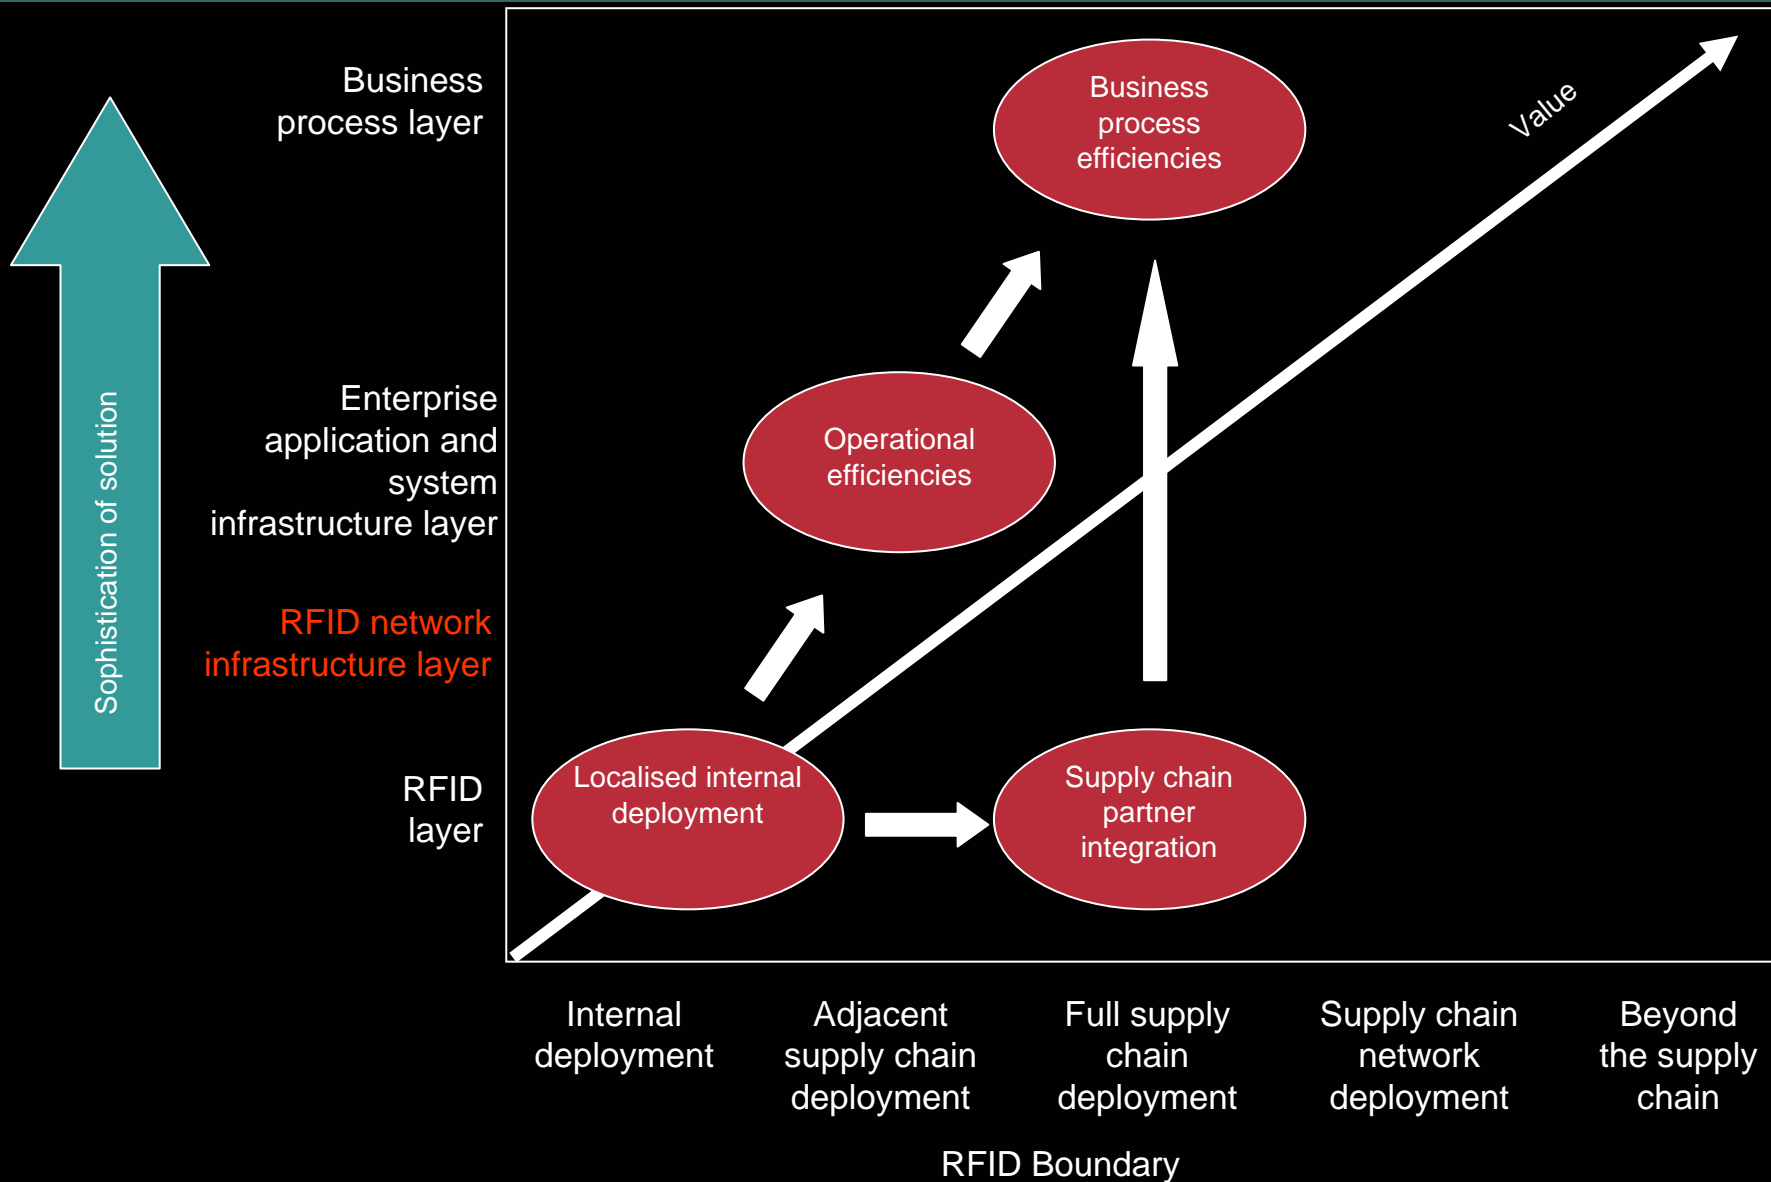 Business
process layer
Enterprise
application and
system
infrastructure layer
RFID network
infrastructure layer
RFID
layer
Sophistication of solution
Business
process
efficiencies
Value
Operational
efficiencies
Localised internal
deployment
Supply chain
partner
integration
Internal
deployment
Adjacent
supply chain
deployment
Full supply
chain
deployment
Supply chain
network
deployment
Beyond
the supply
chain
RFID Boundary